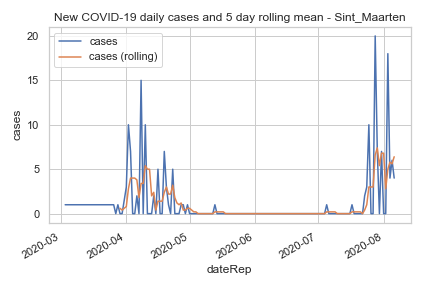 New COVID-19 daily cases and 5 day rolling mean - Sint_Maarten
cases
cases (rolling)
20
15
10
5
0
cases
2020-03
2020-04
2020-05
2020-06
2020-07
2020-08
dateRep